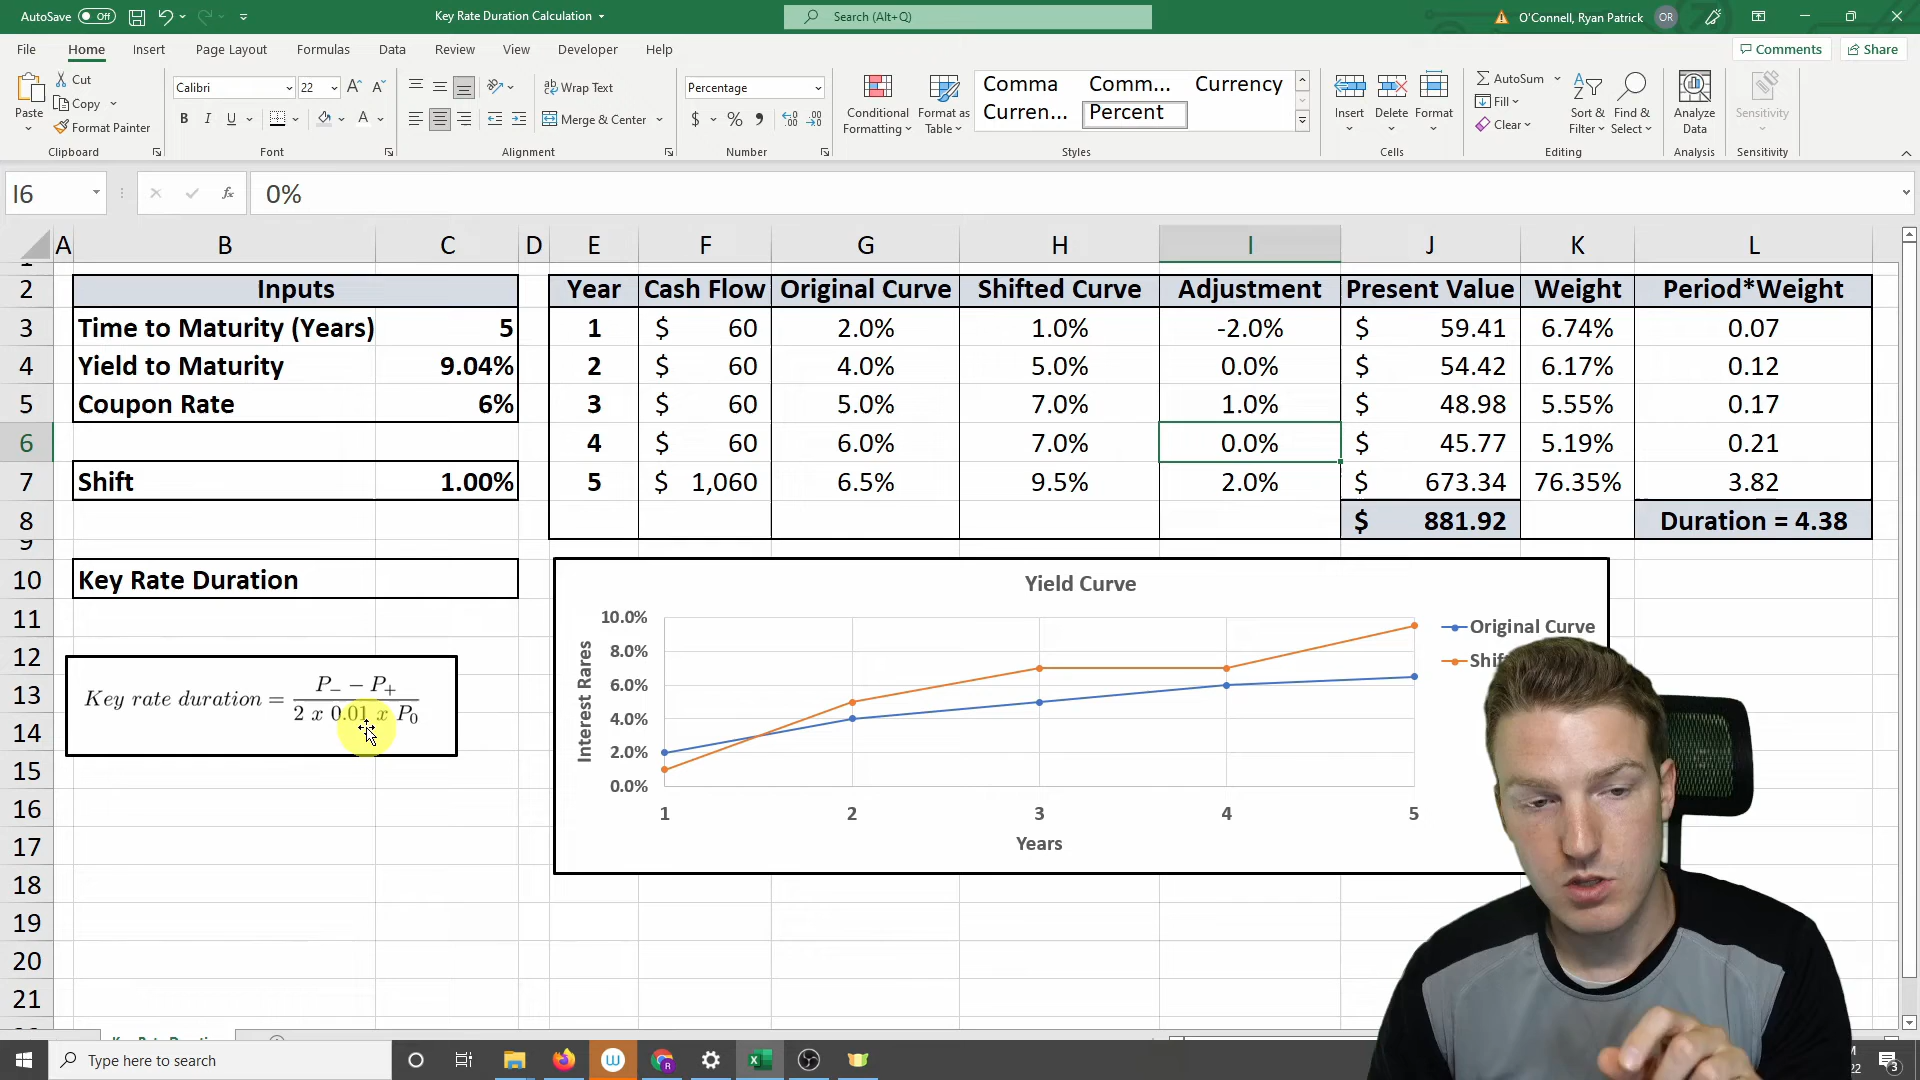 AutoSave Off
Key Rate Duration Calculation
Search (Alt+Q)
O'Connell, Ryan Patrick OR
File Home Insert Page Layout Formulas Data Review View Developer Help
Comments Share
Paste Cut Copy Format Painter
Calibri 22
B I U
Wrap Text
Merge & Center
Percentage
$ %
Conditional Formatting
Format as Table
Comma Comm... Currency
Curren... Percent
Insert Delete Format
AutoSum Fill Clear
Sort & Filter
Find & Select
Analyze Data
Sensitivity
Clipboard Font Alignment Number Styles Cells Editing Analysis Sensitivity
I6 fx 0%
A B C D E F G H I J K L
2 Inputs Year Cash Flow Original Curve Shifted Curve Adjustment Present Value Weight Period*Weight
3 Time to Maturity (Years) 5 1 $ 60 2.0% 1.0% -2.0% $ 59.41 6.74% 0.07
4 Yield to Maturity 9.04% 2 $ 60 4.0% 5.0% 0.0% $ 54.42 6.17% 0.12
5 Coupon Rate 6% 3 $ 60 5.0% 7.0% 1.0% $ 48.98 5.55% 0.17
6 4 $ 60 6.0% 7.0% 0.0% $ 45.77 5.19% 0.21
7 Shift 1.00% 5 $ 1,060 6.5% 9.5% 2.0% $ 673.34 76.35% 3.82
8 $ 881.92 Duration = 4.38
9
10 Key Rate Duration
11
12
13
14
15
16
17
18
19
20
21
Key rate duration = P₋ − P₊ / 2 x 0.01 x P₀
Yield Curve
10.0%
8.0%
6.0%
4.0%
2.0%
0.0%
Interest Rares
1 2 3 4 5
Years
Original Curve
Type here to search
3